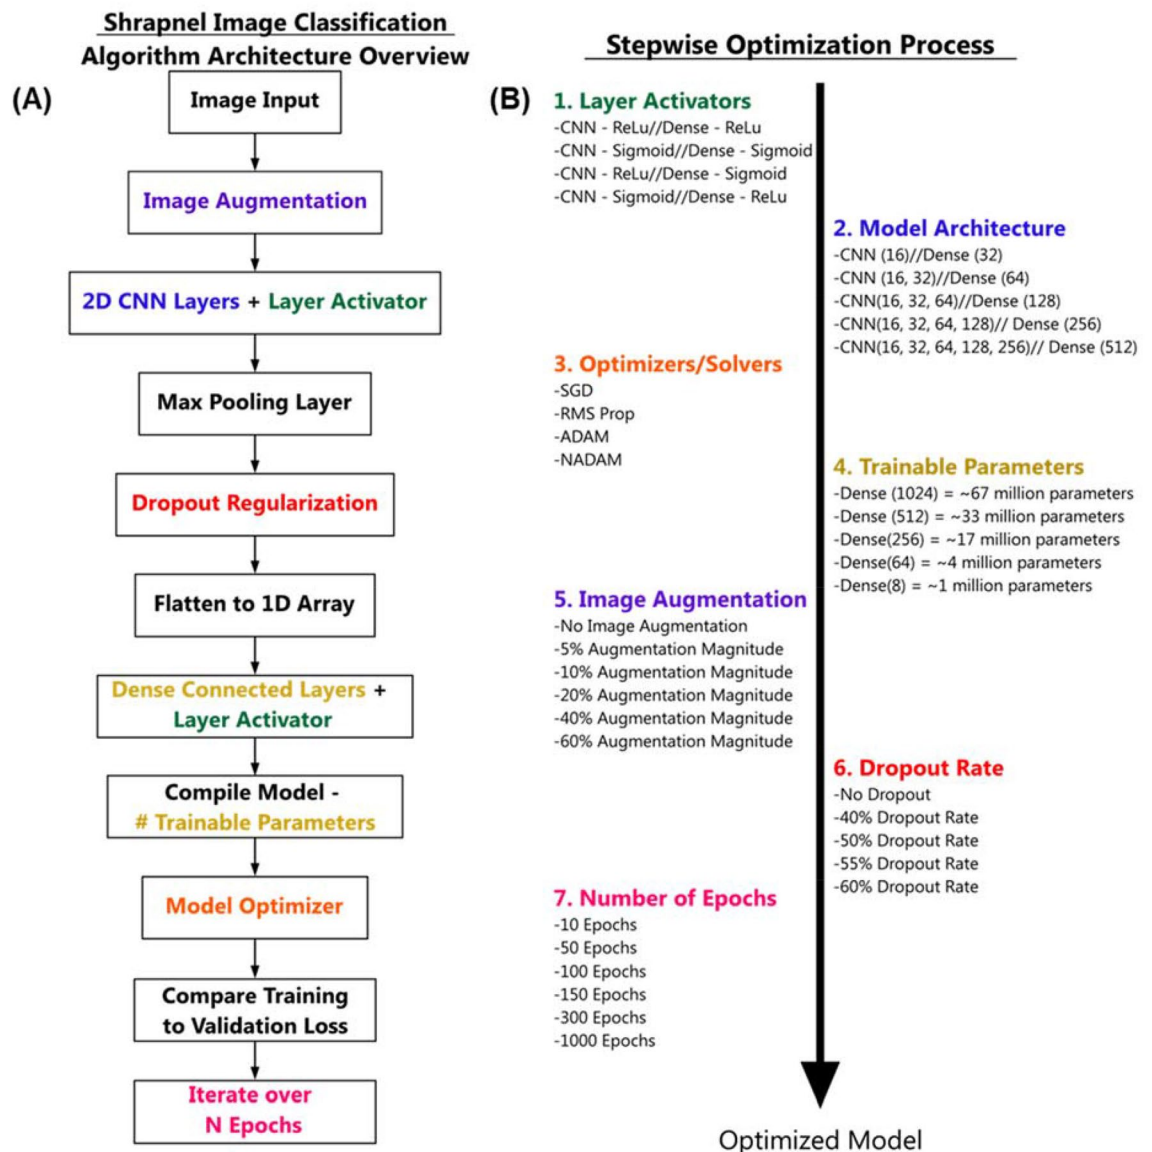 Shrapnel Image Classification
Algorithm Architecture Overview
(A)
Image Input
Image Augmentation
2D CNN Layers + Layer Activator
Max Pooling Layer
Dropout Regularization
Flatten to 1D Array
Dense Connected Layers +
Layer Activator
Compile Model -
# Trainable Parameters
Model Optimizer
Compare Training
to Validation Loss
Iterate over
N Epochs
Stepwise Optimization Process
(B)
1. Layer Activators
-CNN - ReLu//Dense - ReLu
-CNN - Sigmoid//Dense - Sigmoid
-CNN - ReLu//Dense - Sigmoid
-CNN - Sigmoid//Dense - ReLu
2. Model Architecture
-CNN (16)//Dense (32)
-CNN (16, 32)//Dense (64)
-CNN(16, 32, 64)//Dense (128)
-CNN(16, 32, 64, 128)// Dense (256)
-CNN(16, 32, 64, 128, 256)// Dense (512)
3. Optimizers/Solvers
-SGD
-RMS Prop
-ADAM
-NADAM
4. Trainable Parameters
-Dense (1024) = ~67 million parameters
-Dense (512) = ~33 million parameters
-Dense(256) = ~17 million parameters
-Dense(64) = ~4 million parameters
-Dense(8) = ~1 million parameters
5. Image Augmentation
-No Image Augmentation
-5% Augmentation Magnitude
-10% Augmentation Magnitude
-20% Augmentation Magnitude
-40% Augmentation Magnitude
-60% Augmentation Magnitude
6. Dropout Rate
-No Dropout
-40% Dropout Rate
-50% Dropout Rate
-55% Dropout Rate
-60% Dropout Rate
7. Number of Epochs
-10 Epochs
-50 Epochs
-100 Epochs
-150 Epochs
-300 Epochs
-1000 Epochs
Optimized Model